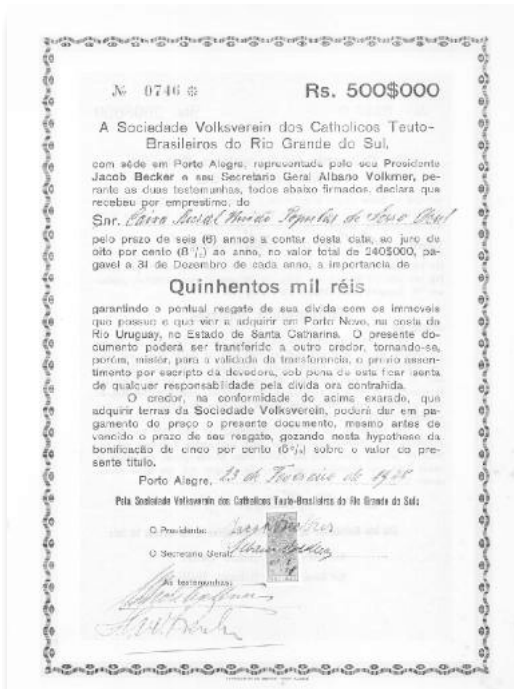 № 0746 Rs. 500$000
A Sociedade Volksverein dos Catholicos Teuto-
Brasileiros do Rio Grande do Sul,
com séde em Porto Alegre, representada pelo seu Presidente
Jacob Becker e seu Secretario Geral Albano Volkmer, pe-
rante as duas testemunhas, todos abaixo firmados, declara que
recebeu por emprestimo, do
Snr. Caixa Rural União Popular de
pelo prazo de seis (6) annos a contar desta data, ao juro de
oito por cento (8%) ao anno, no valor total de 240$000, pa-
gavel a 31 de Dezembro de cada anno, a importancia de
Quinhentos mil réis
garantindo o pontual resgate de sua divida com os immoveis
que possue e que vier a adquirir em Porto Novo, na costa do
Rio Uruguay, no Estado de Santa Catharina. O presente do-
cumento poderá ser transferido a outro credor, tornando-se,
porém, mistér, para a validade da transferencia, o previo assen-
timento por escripto da devedora, sob pena de esta ficar isenta
de qualquer responsabilidade pela divida ora contrahida.
O credor, na conformidade do acima exarado, que
adquirir terras da Sociedade Volksverein, poderá dar em pa-
gamento do preço o presente documento, mesmo antes de
vencido o prazo de seu resgate, gozando nesta hypothese da
bonificação de cinco por cento (5%) sobre o valor do pre-
sente titulo.
Porto Alegre, 23 de Fevereiro de
Pela Sociedade Volksverein dos Catholicos Teuto-Brasileiros do Rio Grande do Sul:
O Presidente:
O Secretario Geral:
As testemunhas: